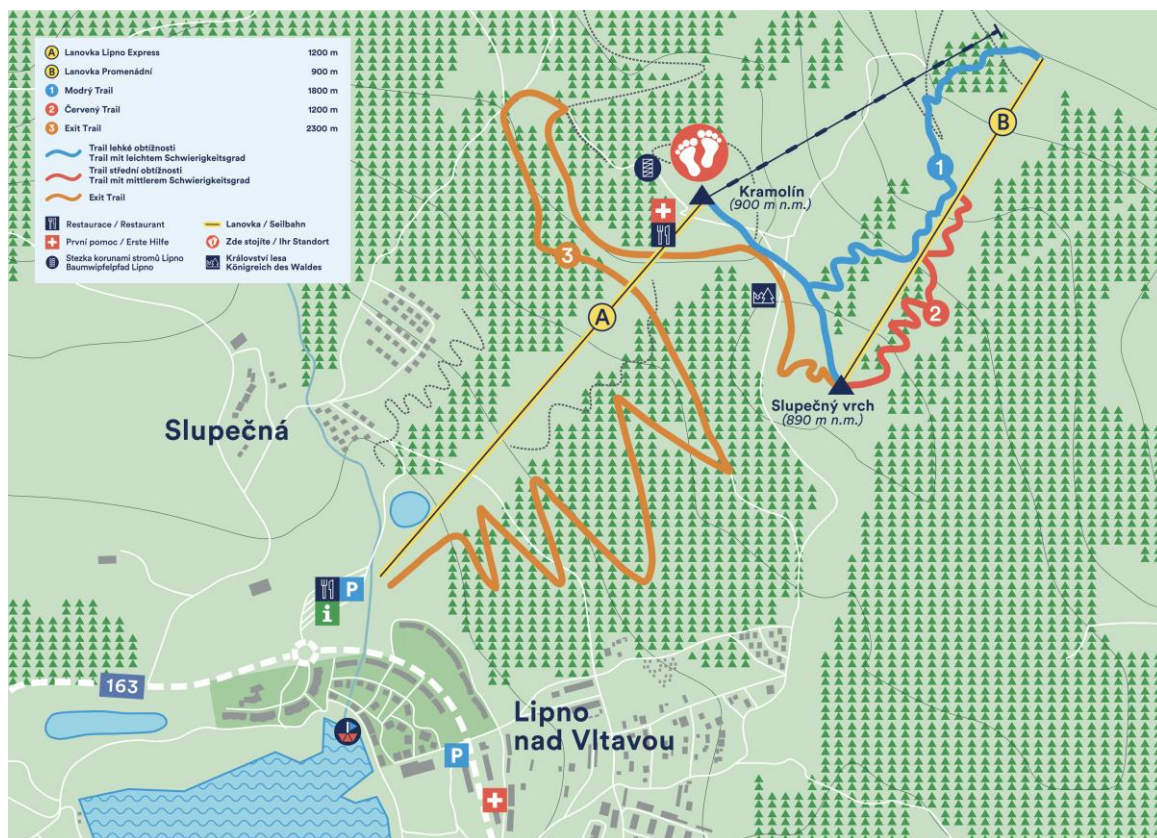 A Lanovka Lipno Express 1200 m
B Lanovka Promenádní 900 m
1 Modrý Trail 1800 m
2 Červený Trail 1200 m
3 Exit Trail 2300 m
Trail lehké obtížnosti
Trail mit leichtem Schwierigkeitsgrad
Trail střední obtížnosti
Trail mit mittlerem Schwierigkeitsgrad
Exit Trail
Restaurace / Restaurant
Lanovka / Seilbahn
První pomoc / Erste Hilfe
Zde stojíte / Ihr Standort
Stezka korunami stromů Lipno
Baumwipfelpfad Lipno
Království lesa
Königreich des Waldes
B
1
Kramolín
(900 m n.m.)
3
A
2
Slupečný vrch
(890 m n.m.)
Slupečná
P
i
163
Lipno
nad Vltavou
P